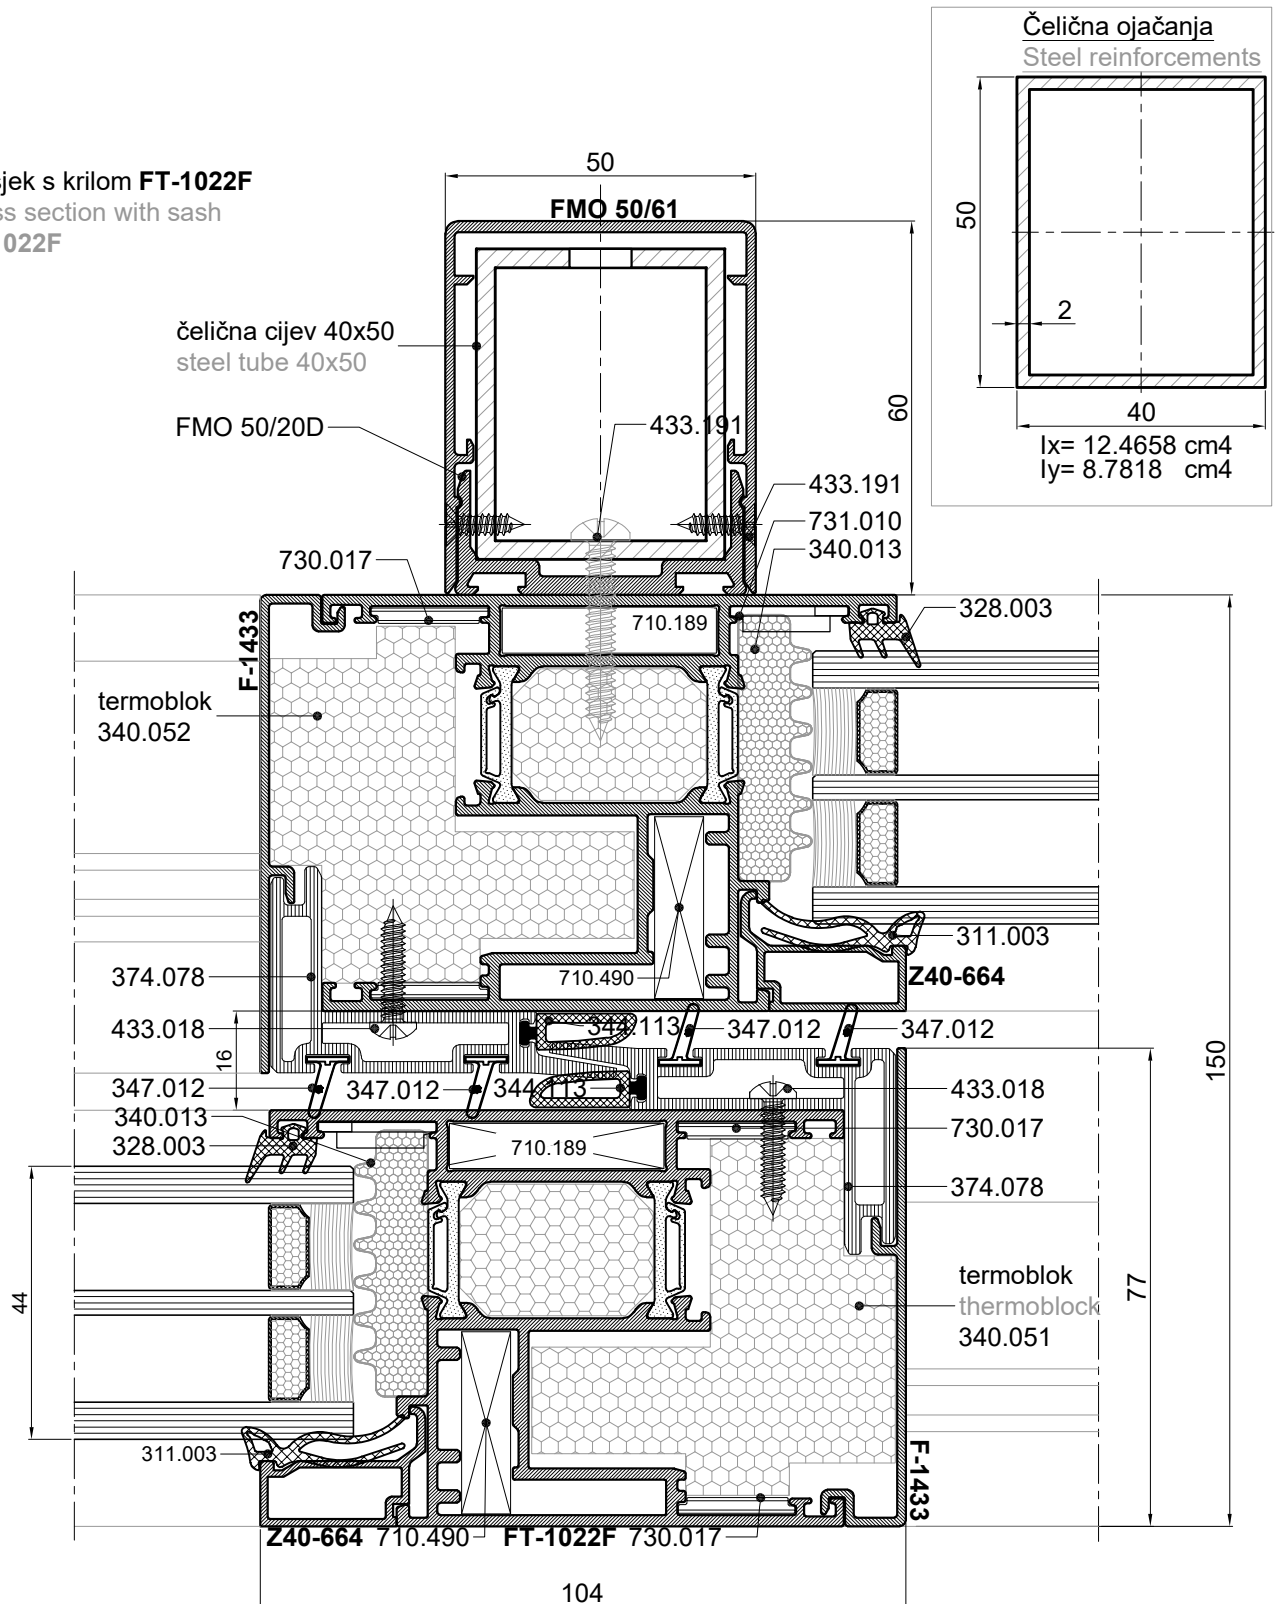 Čelična ojačanja
Steel reinforcements
50
2
40
Ix= 12.4658 cm4
Iy= 8.7818 cm4
sjek s krilom FT-1022F
ss section with sash
1022F
50
FMO 50/61
čelična cijev 40x50
steel tube 40x50
60
FMO 50/20D
433.191
433.191
731.010
340.013
730.017
710.189
328.003
F-1433
termoblok
340.052
311.003
710.490
Z40-664
374.078
433.018
344.113
347.012
347.012
16
150
347.012
347.012
344.113
433.018
340.013
328.003
730.017
710.189
374.078
44
termoblok
thermoblock
340.051
77
311.003
F-1433
Z40-664
710.490
FT-1022F
730.017
104